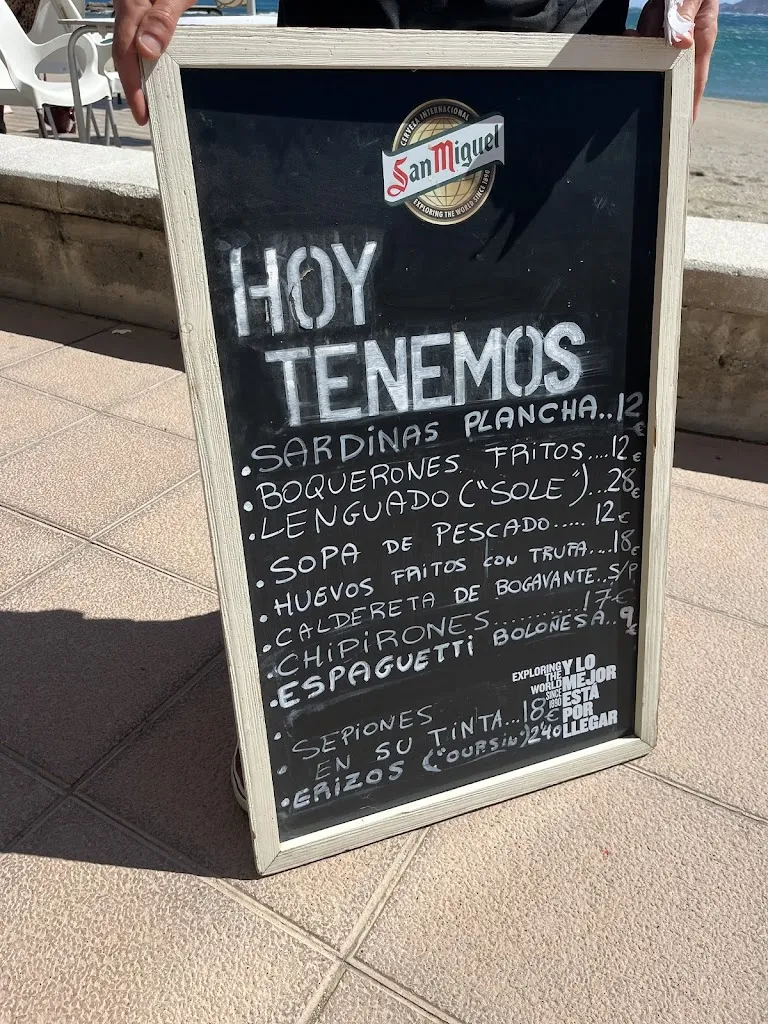 CERVEZA INTERNACIONAL
San Miguel
EXPLORING THE WORLD SINCE 1890
HOY
TENEMOS
• SARDINAS PLANCHA..12€
• BOQUERONES FRITOS....12€
• LENGUADO ("SOLE")...28€
• SOPA DE PESCADO..... 12€
• HUEVOS FRITOS CON TRUFA...18€
• CALDERETA DE BOGAVANTE..S/P
• CHIPIRONES..........17€
• ESPAGUETTI BOLOÑESA..9€
• SEPIONES
EN SU TINTA...18€
• ERIZOS ("OURSIN") 2'40
EXPLORING
THE
WORLD
SINCE
1890
Y LO
MEJOR
ESTÁ
POR
LLEGAR